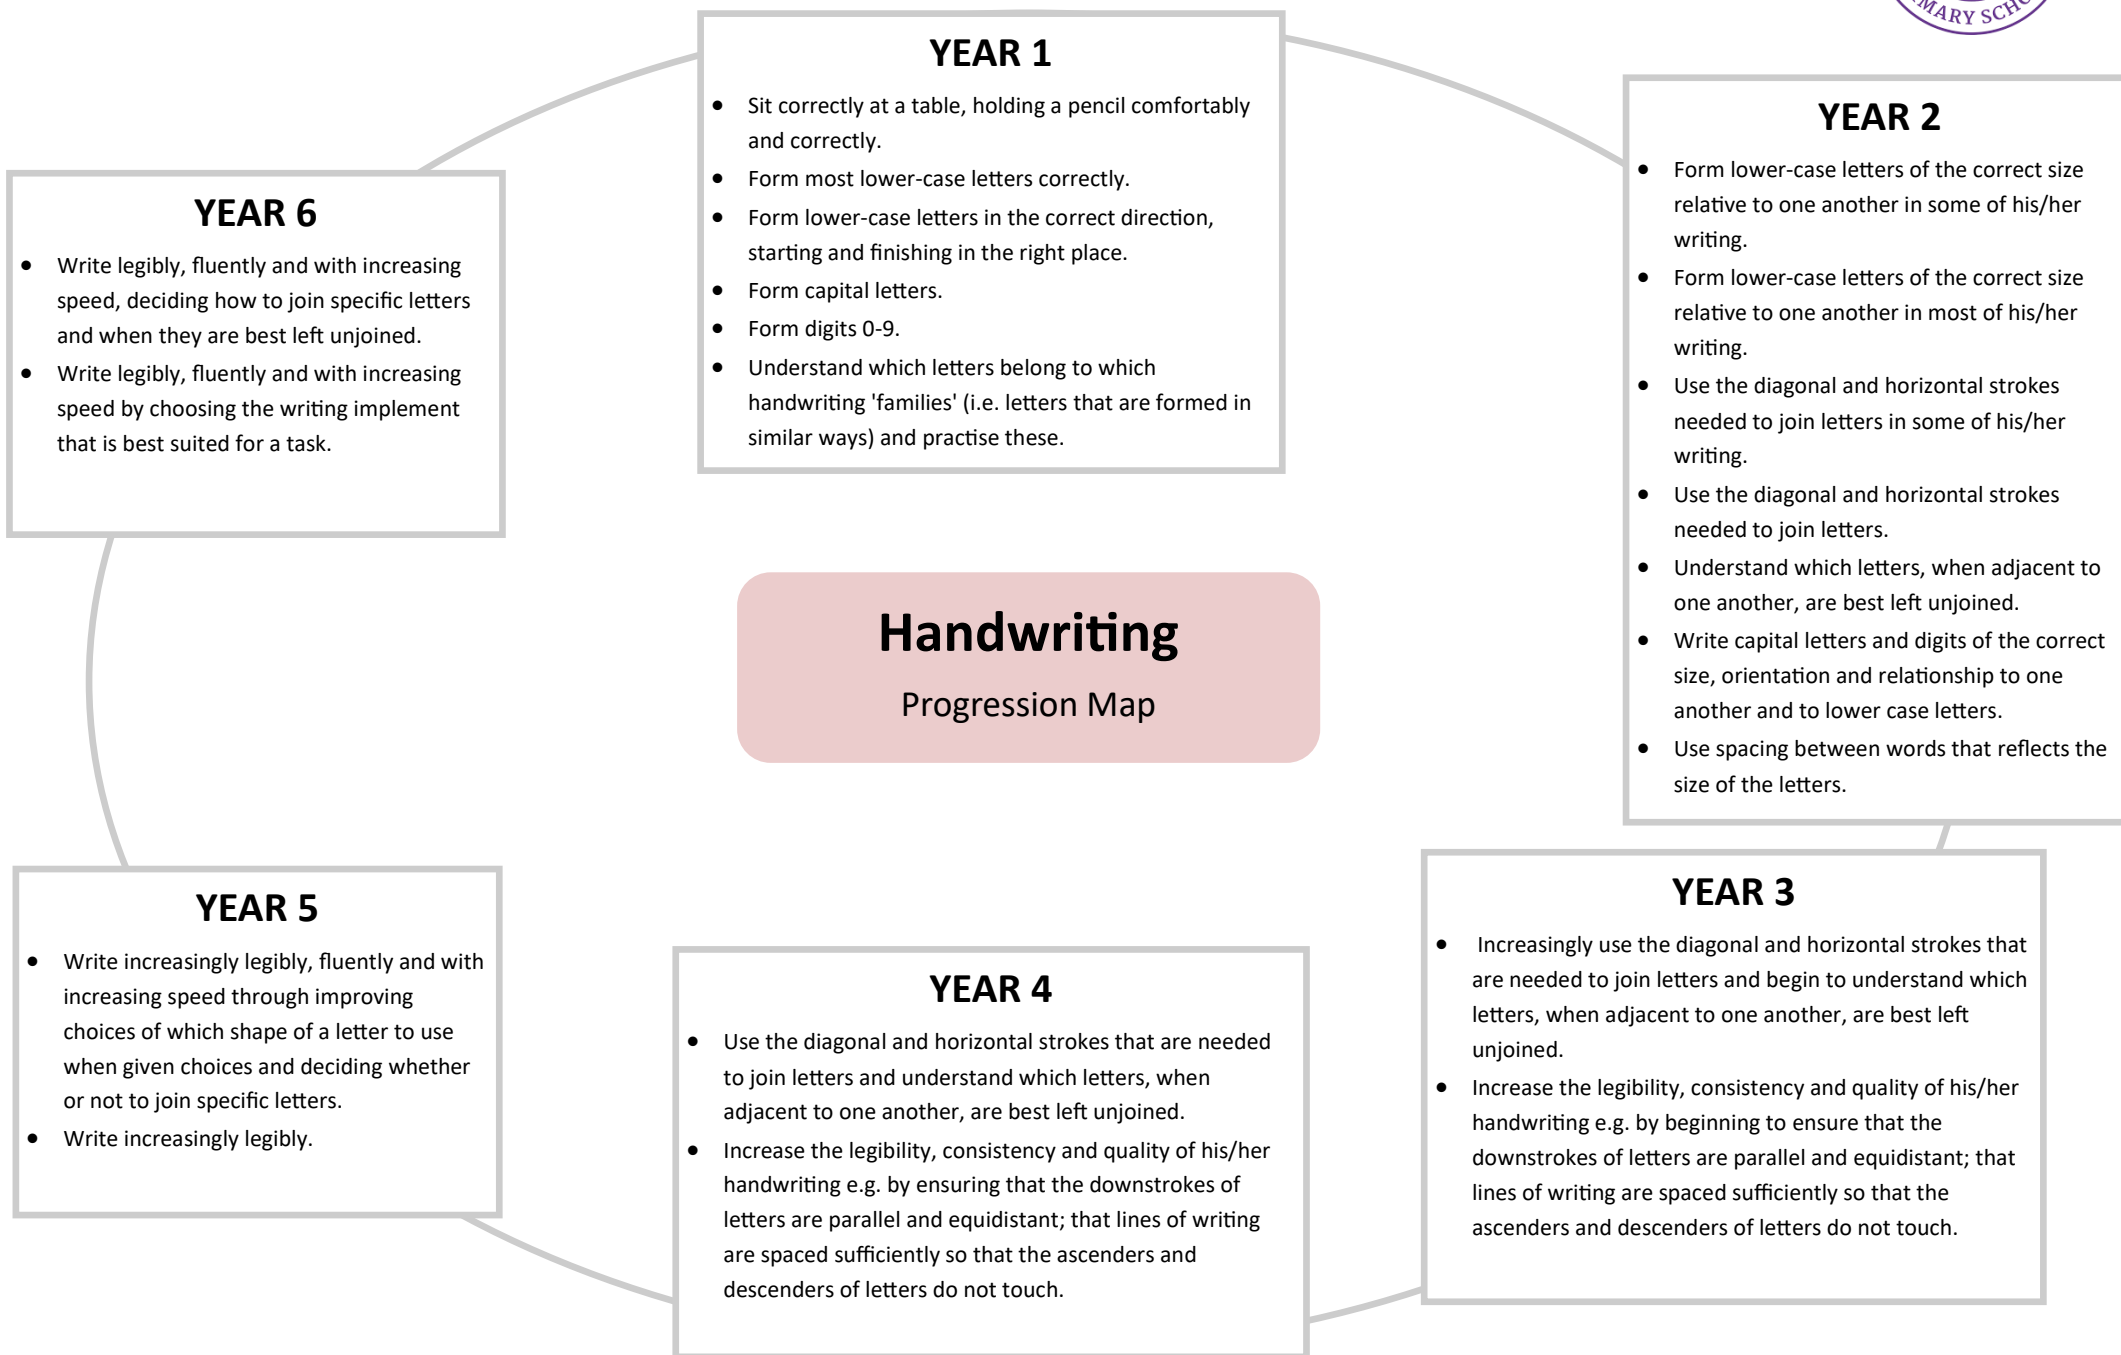 MARY SCHO
YEAR 1
• Sit correctly at a table, holding a pencil comfortably
and correctly.
• Form most lower-case letters correctly.
• Form lower-case letters in the correct direction,
starting and finishing in the right place.
• Form capital letters.
• Form digits 0-9.
• Understand which letters belong to which
handwriting 'families' (i.e. letters that are formed in
similar ways) and practise these.
YEAR 2
• Form lower-case letters of the correct size
relative to one another in some of his/her
writing.
• Form lower-case letters of the correct size
relative to one another in most of his/her
writing.
• Use the diagonal and horizontal strokes
needed to join letters in some of his/her
writing.
• Use the diagonal and horizontal strokes
needed to join letters.
• Understand which letters, when adjacent to
one another, are best left unjoined.
• Write capital letters and digits of the correct
size, orientation and relationship to one
another and to lower case letters.
• Use spacing between words that reflects the
size of the letters.
YEAR 3
• Increasingly use the diagonal and horizontal strokes that
are needed to join letters and begin to understand which
letters, when adjacent to one another, are best left
unjoined.
• Increase the legibility, consistency and quality of his/her
handwriting e.g. by beginning to ensure that the
downstrokes of letters are parallel and equidistant; that
lines of writing are spaced sufficiently so that the
ascenders and descenders of letters do not touch.
YEAR 4
• Use the diagonal and horizontal strokes that are needed
to join letters and understand which letters, when
adjacent to one another, are best left unjoined.
• Increase the legibility, consistency and quality of his/her
handwriting e.g. by ensuring that the downstrokes of
letters are parallel and equidistant; that lines of writing
are spaced sufficiently so that the ascenders and
descenders of letters do not touch.
YEAR 5
• Write increasingly legibly, fluently and with
increasing speed through improving
choices of which shape of a letter to use
when given choices and deciding whether
or not to join specific letters.
• Write increasingly legibly.
YEAR 6
• Write legibly, fluently and with increasing
speed, deciding how to join specific letters
and when they are best left unjoined.
• Write legibly, fluently and with increasing
speed by choosing the writing implement
that is best suited for a task.
Handwriting
Progression Map